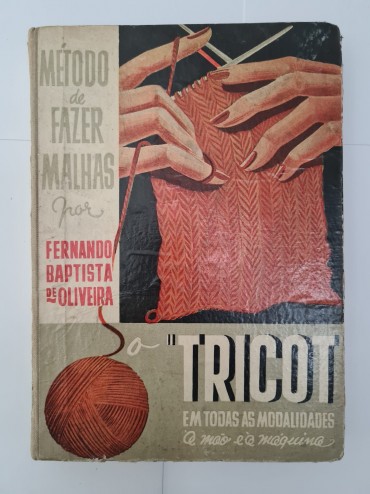 MÉTODO
de
FAZER
MALHAS
por
FERNANDO
BAPTISTA
DE OLIVEIRA
o "TRICOT
EM TODAS AS MODALIDADES
à mão e à máquina